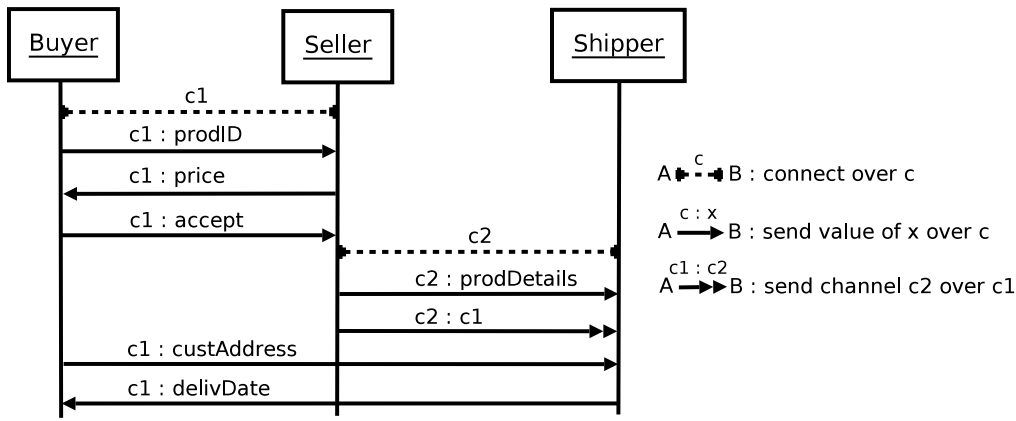 Buyer
Seller
Shipper
c1
c1 : prodID
c1 : price
c1 : accept
c2
c2 : prodDetails
c2 : c1
c1 : custAddress
c1 : delivDate
c
A B : connect over c
c : x
A B : send value of x over c
c1 : c2
A B : send channel c2 over c1